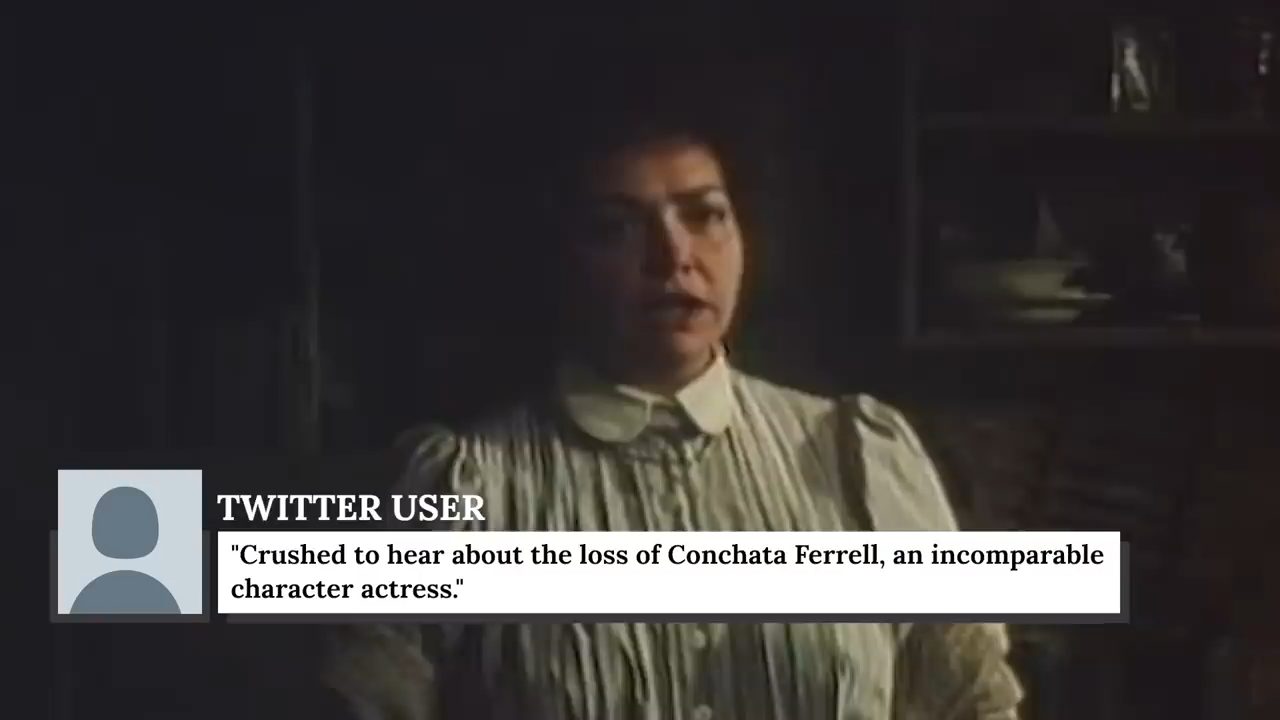 TWITTER USER
"Crushed to hear about the loss of Conchata Ferrell, an incomparable
character actress."